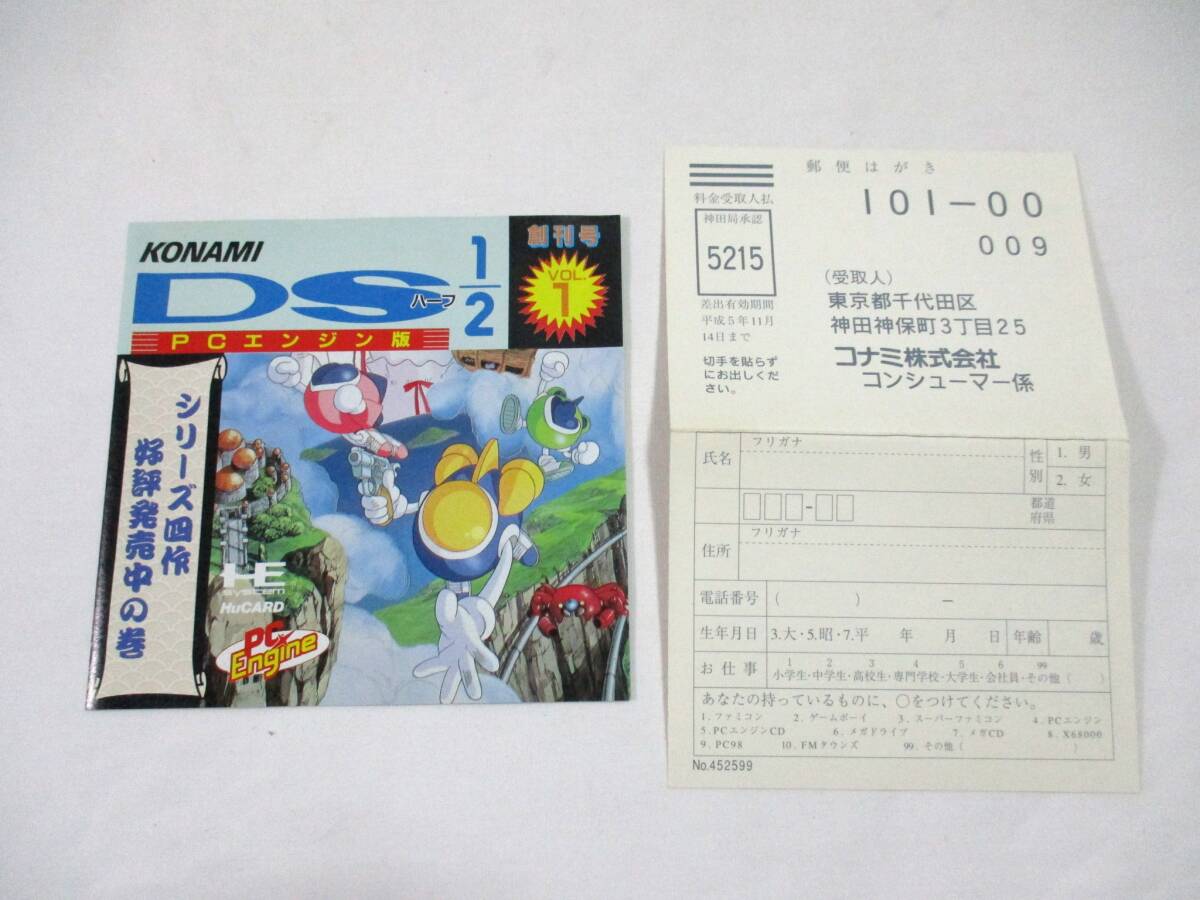 KONAMI
DS 1/2
ハーフ
創刊号
VOL.
1
PCエンジン版
シリーズ四作
好評発売中の巻
HE
SYSTEM
HuCARD
PC
Engine
郵便はがき
料金受取人払
神田局承認
5215
差出有効期間
平成5年11月
14日まで
切手を貼らず
にお出しくだ
さい。
101-00
009
(受取人)
東京都千代田区
神田神保町3丁目25
コナミ株式会社
コンシューマー係
フリガナ
氏名
性別
1. 男
2. 女
都道
府県
フリガナ
住所
電話番号 ( ) ー
生年月日 3.大・5.昭・7.平 年 月 日 年齢 歳
お仕事
1 2 3 4 5 6 99
小学生・中学生・高校生・専門学校・大学生・会社員・その他( )
あなたの持っているものに、○をつけてください。
1. ファミコン 2. ゲームボーイ 3. スーパーファミコン 4. PCエンジン
5. PCエンジンCD 6. メガドライブ 7. メガCD 8. X68000
9. PC98 10. FMタウンズ 99. その他( )
No.452599